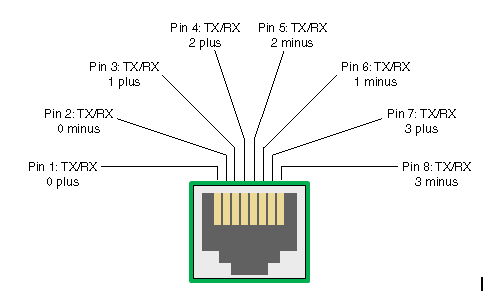 Pin 4: TX/RX
2 plus
Pin 5: TX/RX
2 minus
Pin 3: TX/RX
1 plus
Pin 6: TX/RX
1 minus
Pin 2: TX/RX
0 minus
Pin 7: TX/RX
3 plus
Pin 1: TX/RX
0 plus
Pin 8: TX/RX
3 minus